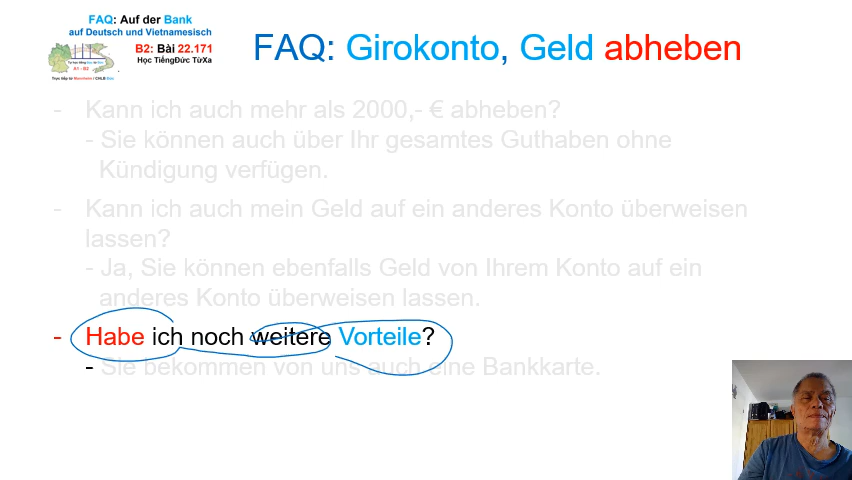 FAQ: Auf der Bank
auf Deutsch und Vietnamesisch
B2: Bài 22.171
Học TiếngĐức TừXa
A1 - B2
FAQ: Girokonto, Geld abheben
- Kann ich auch mehr als 2000,- € abheben?
- Sie können auch über Ihr gesamtes Guthaben ohne
Kündigung verfügen.
- Kann ich auch mein Geld auf ein anderes Konto überweisen
lassen?
- Ja, Sie können ebenfalls Geld von Ihrem Konto auf ein
anderes Konto überweisen lassen.
- Habe ich noch weitere Vorteile?
- Sie bekommen von uns auch eine Bankkarte.